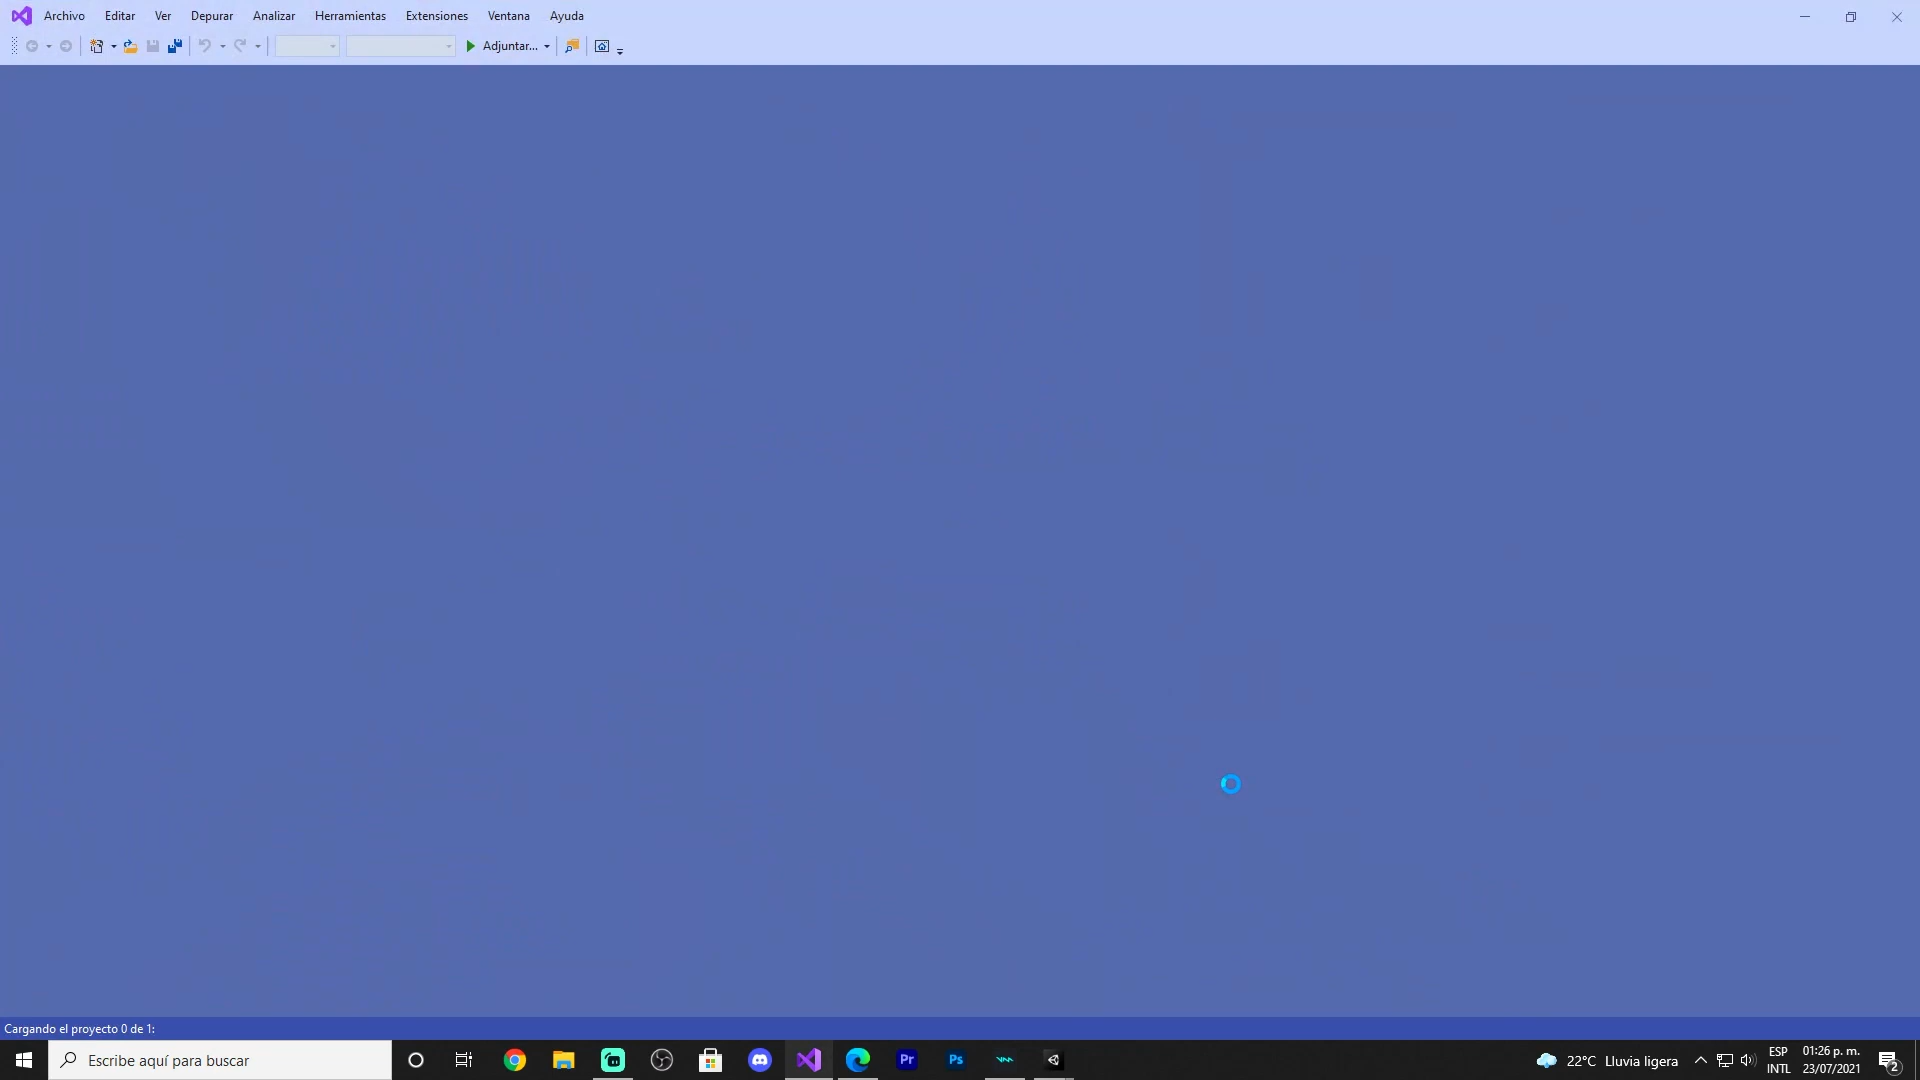 Archivo Editar Ver Depurar Analizar Herramientas Extensiones Ventana Ayuda
Adjuntar...
Cargando el proyecto 0 de 1:
Escribe aquí para buscar
Pr
Ps
22°C Lluvia ligera
ESP
INTL
01:26 p. m.
23/07/2021
2